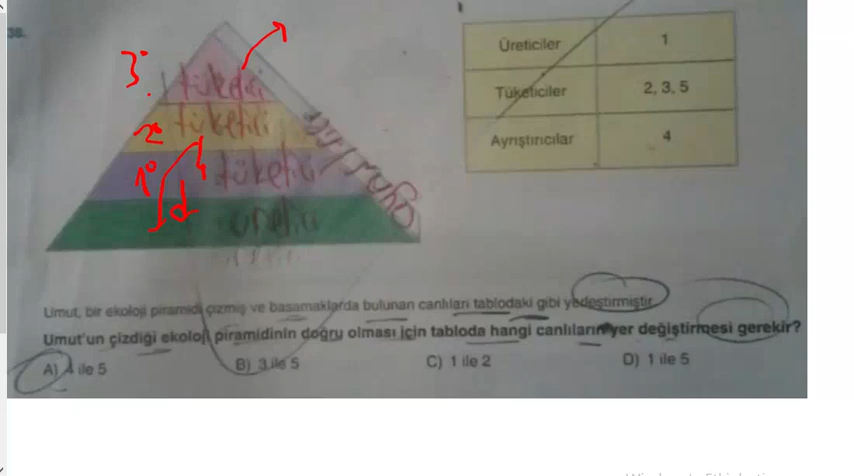 36.
3°
tüketici
2°
tüketici
1°
tüketici
üretici
ayrıştırıcı
Üreticiler 1
Tüketiciler 2, 3, 5
Ayrıştırıcılar 4
Umut, bir ekoloji piramidi çizmiş ve basamaklarda bulunan canlıları tablodaki gibi yerleştirmiştir.
Umut'un çizdiği ekoloji piramidinin doğru olması için tabloda hangi canlıların yer değiştirmesi gerekir?
A) 4 ile 5
B) 3 ile 5
C) 1 ile 2
D) 1 ile 5